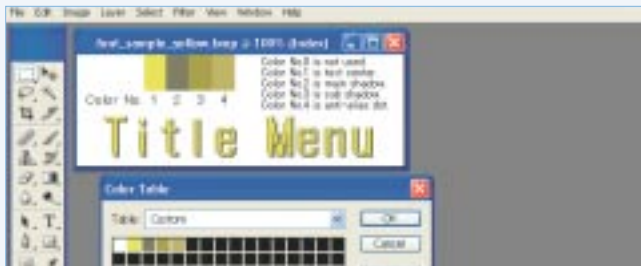 File Edit Image Layer Select Filter View Window Help
font_sample_yellow.bmp @ 100% (Index)
Color No.0 is not used
Color No.1 is text center
Color No.2 is main shadow
Color No.3 is sub shadow
Color No.4 is anti-alias dot
Color No. 1 2 3 4
Title Menu
Color Table
Table: Custom
OK
Cancel